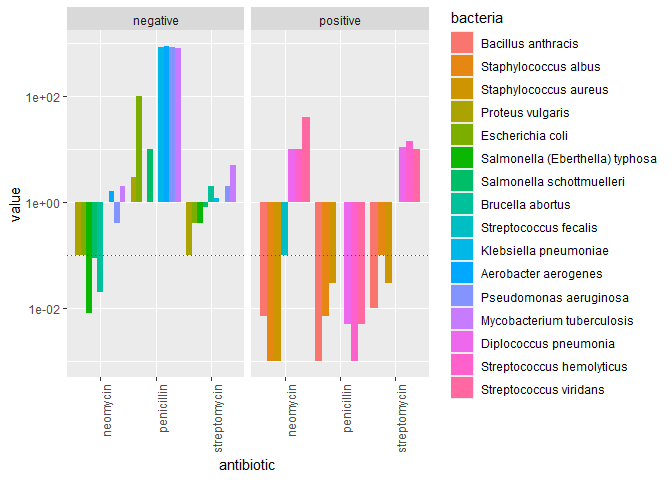 negative
positive
bacteria
Bacillus anthracis
Staphylococcus albus
Staphylococcus aureus
Proteus vulgaris
Escherichia coli
Salmonella (Eberthella) typhosa
Salmonella schottmuelleri
Brucella abortus
Streptococcus fecalis
Klebsiella pneumoniae
Aerobacter aerogenes
Pseudomonas aeruginosa
Mycobacterium tuberculosis
Diplococcus pneumonia
Streptococcus hemolyticus
Streptococcus viridans
value
1e+02
1e+00
1e-02
neomycin
penicillin
streptomycin
neomycin
penicillin
streptomycin
antibiotic